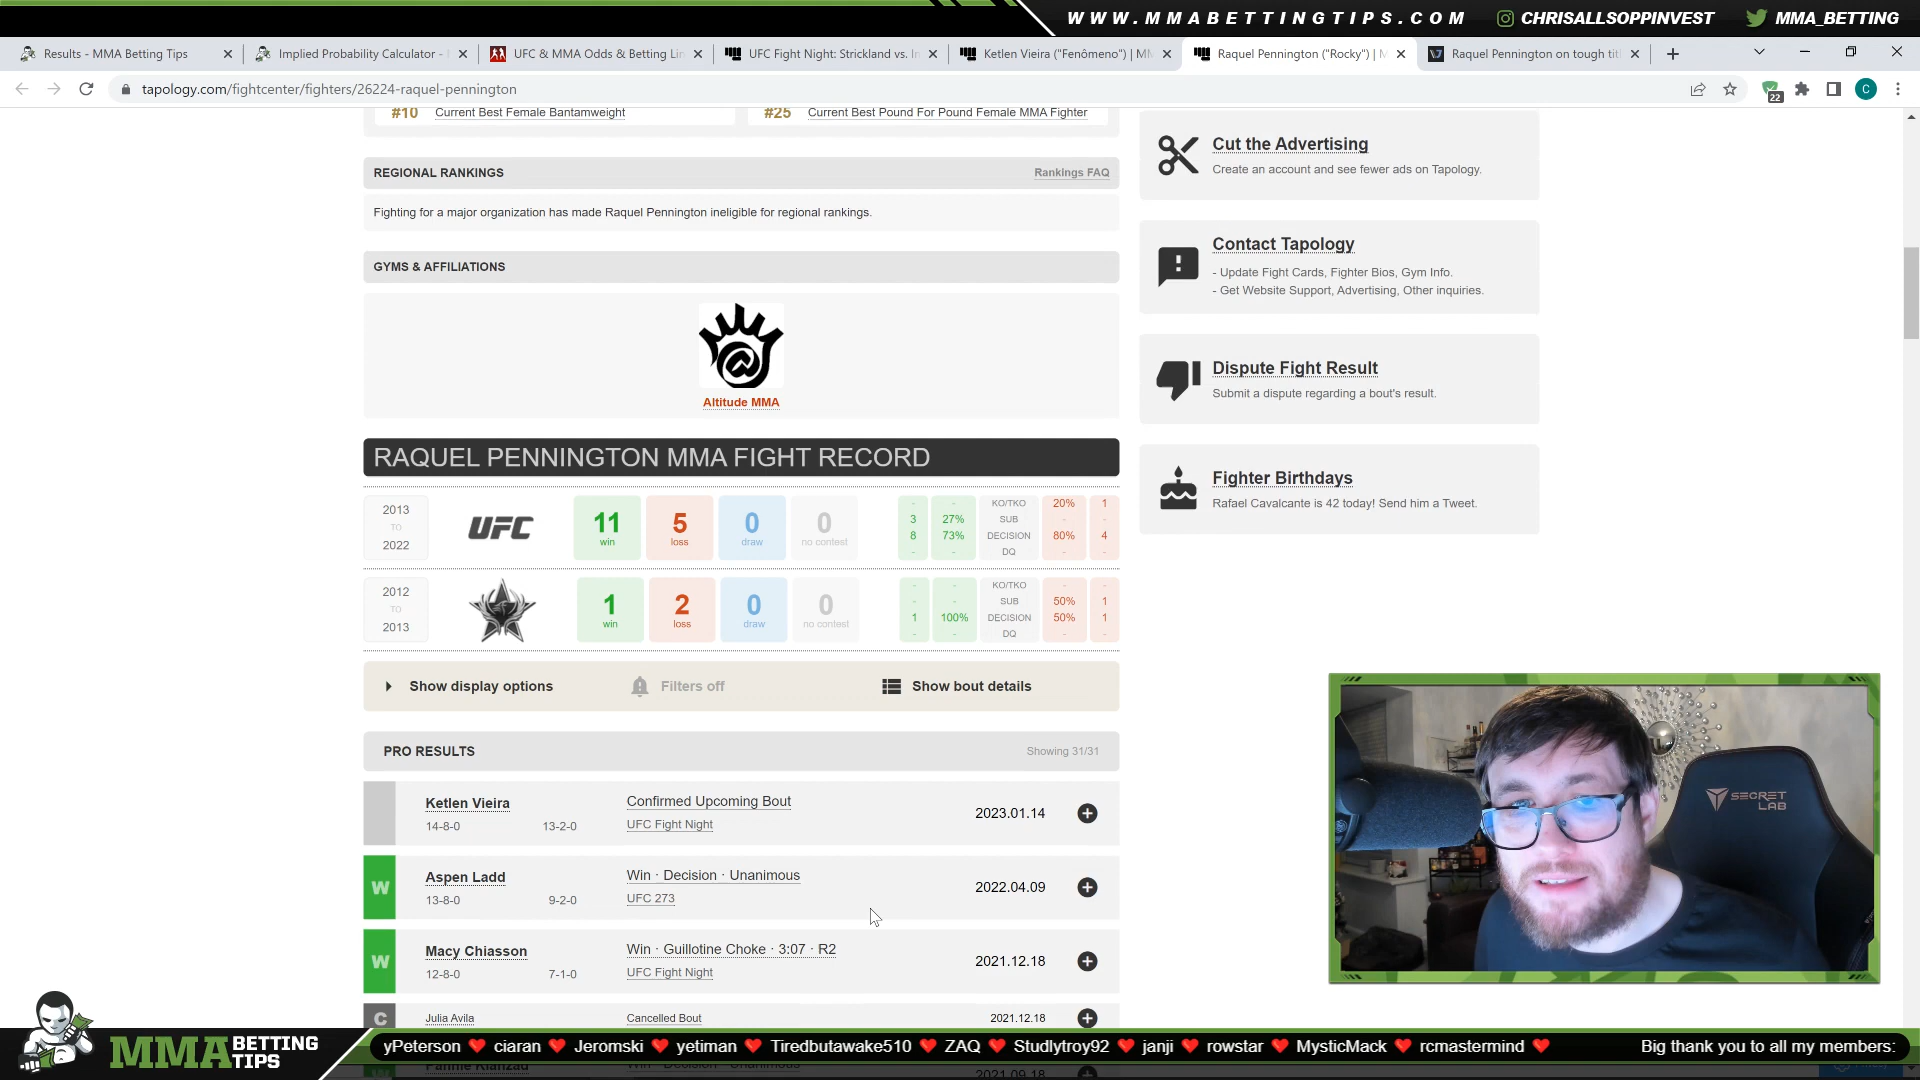 WWW.MMABETTINGTIPS.COM CHRISALLSOPPINVEST MMA_BETTING
Results - MMA Betting Tips
Implied Probability Calculator -
UFC & MMA Odds & Betting Lin
UFC Fight Night: Strickland vs. In
Ketlen Vieira ("Fenômeno") | MM
Raquel Pennington ("Rocky") | M
Raquel Pennington on tough titl
tapology.com/fightcenter/fighters/26224-raquel-pennington
22
C
#10 Current Best Female Bantamweight
#25 Current Best Pound For Pound Female MMA Fighter
REGIONAL RANKINGS Rankings FAQ
Fighting for a major organization has made Raquel Pennington ineligible for regional rankings.
GYMS & AFFILIATIONS
Altitude MMA
RAQUEL PENNINGTON MMA FIGHT RECORD
2013 TO 2022
UFC
11 win 5 loss 0 draw 0 no contest
- - KO/TKO 20% 1
3 27% SUB - -
8 73% DECISION 80% 4
- - DQ - -
2012 TO 2013
1 win 2 loss 0 draw 0 no contest
- - KO/TKO - -
- - SUB 50% 1
1 100% DECISION 50% 1
- - DQ - -
Show display options Filters off Show bout details
PRO RESULTS Showing 31/31
Ketlen Vieira Confirmed Upcoming Bout 2023.01.14
14-8-0 13-2-0 UFC Fight Night
W Aspen Ladd Win · Decision · Unanimous 2022.04.09
13-8-0 9-2-0 UFC 273
W Macy Chiasson Win · Guillotine Choke · 3:07 · R2 2021.12.18
12-8-0 7-1-0 UFC Fight Night
C Julia Avila Cancelled Bout 2021.12.18
Cut the Advertising
Create an account and see fewer ads on Tapology.
Contact Tapology
- Update Fight Cards, Fighter Bios, Gym Info.
- Get Website Support, Advertising, Other inquiries.
Dispute Fight Result
Submit a dispute regarding a bout's result.
Fighter Birthdays
Rafael Cavalcante is 42 today! Send him a Tweet.
SECRET LAB
MMA BETTING TIPS
yPeterson ciaran Jeromski yetiman Tiredbutawake510 ZAQ Studlytroy92 janji rowstar MysticMack rcmastermind Big thank you to all my members: